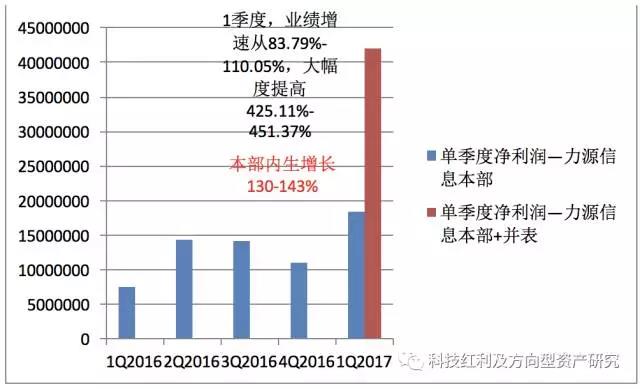 45000000
40000000
35000000
30000000
25000000
20000000
15000000
10000000
5000000
0
1季度，业绩增
速从83.79%-
110.05%，大幅
度提高
425.11%-
451.37%
本部内生增长
130-143%
1Q2016 2Q2016 3Q2016 4Q2016 1Q2017
单季度净利润—力源信
息本部
单季度净利润—力源信
息本部+并表
科技红利及方向型资产研究